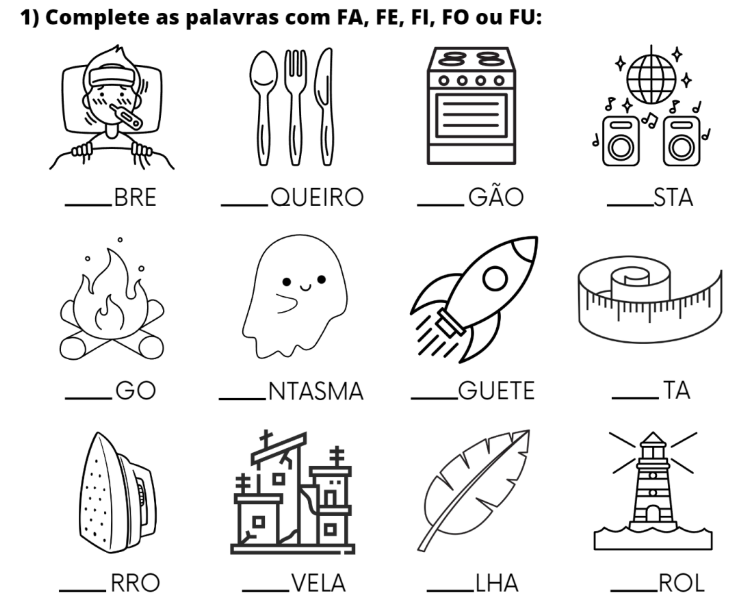 1) Complete as palavras com FA, FE, FI, FO ou FU:
____BRE ____QUEIRO ____GÃO ____STA
____GO ____NTASMA ____GUETE ____TA
____RRO ____VELA ____LHA ____ROL